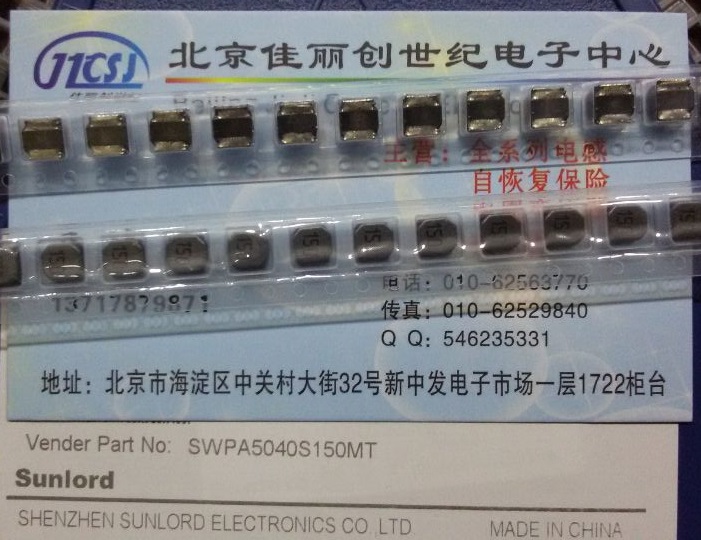 JLCSJ
北京佳丽创世纪电子中心
主营：全系列电感
自恢复保险
151
电话：010-62563770
13717879871
传真：010-62529840
Q Q：546235331
地址：北京市海淀区中关村大街32号新中发电子市场一层1722柜台
Vender Part No: SWPA5040S150MT
Sunlord
SHENZHEN SUNLORD ELECTRONICS CO.,LTD MADE IN CHINA